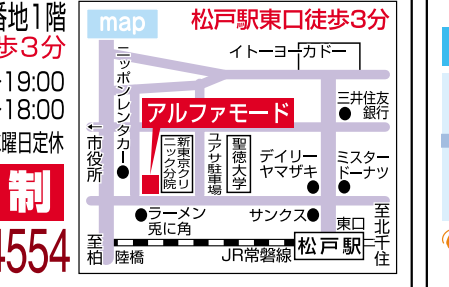 番地1階
歩3分
19:00
18:00
曜日定休
制
4554
map
松戸駅東口徒歩3分
イトーヨーカドー
ニッポンレンタカー
アルファモード
三井住友
銀行
←市役所
新東京クリ
ニック分院
ユアサ駐車場
聖徳大学
デイリー
ヤマザキ
ミスター
ドーナツ
ラーメン
兎に角
サンクス
東口
至北千住
至柏
陸橋
JR常磐線
松戸駅